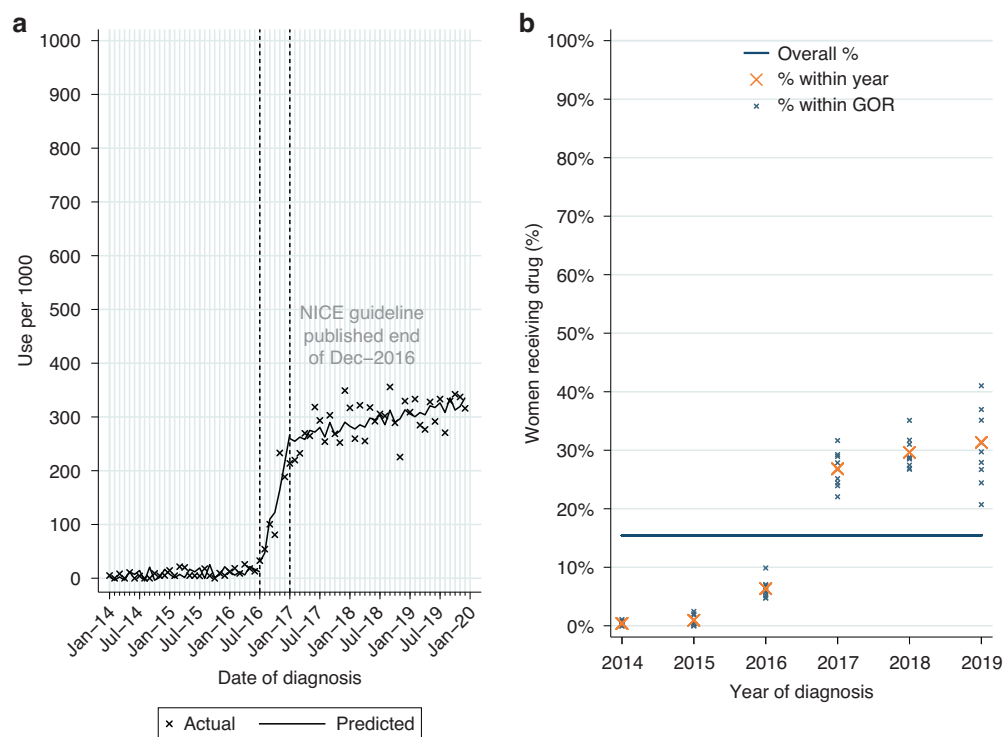 a
1000
900
800
700
600
500
400
300
200
100
0
Use per 1000
NICE guideline
published end
of Dec–2016
Jan–14
Jul–14
Jan–15
Jul–15
Jan–16
Jul–16
Jan–17
Jul–17
Jan–18
Jul–18
Jan–19
Jul–19
Jan–20
Date of diagnosis
Actual
Predicted
b
100%
90%
80%
70%
60%
50%
40%
30%
20%
10%
0%
Women receiving drug (%)
Overall %
% within year
% within GOR
2014
2015
2016
2017
2018
2019
Year of diagnosis